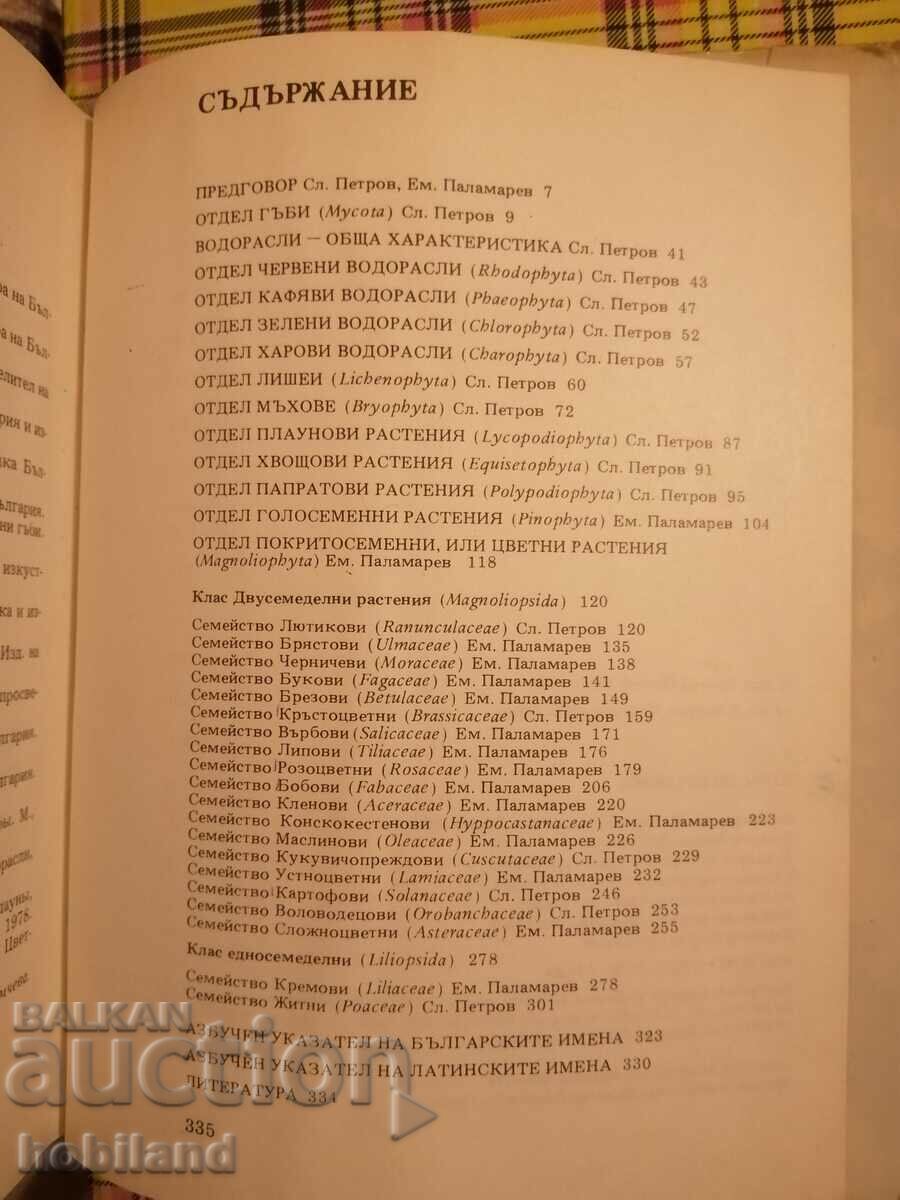 СЪДЪРЖАНИЕ
ПРЕДГОВОР Сл. Петров, Ем. Паламарев 7
ОТДЕЛ ГЪБИ (Mycota) Сл. Петров 9
ВОДОРАСЛИ — ОБЩА ХАРАКТЕРИСТИКА Сл. Петров 41
ОТДЕЛ ЧЕРВЕНИ ВОДОРАСЛИ (Rhodophyta) Сл. Петров 43
ОТДЕЛ КАФЯВИ ВОДОРАСЛИ (Phaeophyta) Сл. Петров 47
ОТДЕЛ ЗЕЛЕНИ ВОДОРАСЛИ (Chlorophyta) Сл. Петров 52
ОТДЕЛ ХАРОВИ ВОДОРАСЛИ (Charophyta) Сл. Петров 57
ОТДЕЛ ЛИШЕИ (Lichenophyta) Сл. Петров 60
ОТДЕЛ МЪХОВЕ (Bryophyta) Сл. Петров 72
ОТДЕЛ ПЛАУНОВИ РАСТЕНИЯ (Lycopodiophyta) Сл. Петров 87
ОТДЕЛ ХВОЩОВИ РАСТЕНИЯ (Equisetophyta) Сл. Петров 91
ОТДЕЛ ПАПРАТОВИ РАСТЕНИЯ (Polypodiophyta) Сл. Петров 95
ОТДЕЛ ГОЛОСЕМЕННИ РАСТЕНИЯ (Pinophyta) Ем. Паламарев 104
ОТДЕЛ ПОКРИТОСЕМЕННИ, ИЛИ ЦВЕТНИ РАСТЕНИЯ
(Magnoliophyta) Ем. Паламарев 118
Клас Двусемеделни растения (Magnoliopsida) 120
Семейство Лютикови (Ranunculaceae) Сл. Петров 120
Семейство Брястови (Ulmaceae) Ем. Паламарев 135
Семейство Черничеви (Moraceae) Ем. Паламарев 138
Семейство Букови (Fagaceae) Ем. Паламарев 141
Семейство Брезови (Betulaceae) Ем. Паламарев 149
Семейство Кръстоцветни (Brassicaceae) Сл. Петров 159
Семейство Върбови (Salicaceae) Ем. Паламарев 171
Семейство Липови (Tiliaceae) Ем. Паламарев 176
Семейство Розоцветни (Rosaceae) Ем. Паламарев 179
Семейство Бобови (Fabaceae) Ем. Паламарев 206
Семейство Кленови (Aceraceae) Ем. Паламарев 220
Семейство Конскокестенови (Hyppocastanaceae) Ем. Паламарев 223
Семейство Маслинови (Oleaceae) Ем. Паламарев 226
Семейство Кукувичопреждови (Cuscutaceae) Сл. Петров 229
Семейство Устноцветни (Lamiaceae) Ем. Паламарев 232
Семейство Картофови (Solanaceae) Сл. Петров 246
Семейство Воловодецови (Orobanchaceae) Сл. Петров 253
Семейство Сложноцветни (Asteraceae) Ем. Паламарев 255
Клас едносемеделни (Liliopsida) 278
Семейство Кремови (Liliaceae) Ем. Паламарев 278
Семейство Житни (Poaceae) Сл. Петров 301
АЗБУЧЕН УКАЗАТЕЛ НА БЪЛГАРСКИТЕ ИМЕНА 323
АЗБУЧЕН УКАЗАТЕЛ НА ЛАТИНСКИТЕ ИМЕНА 330
ЛИТЕРАТУРА 334
335
BALKAN
auction
hobiland